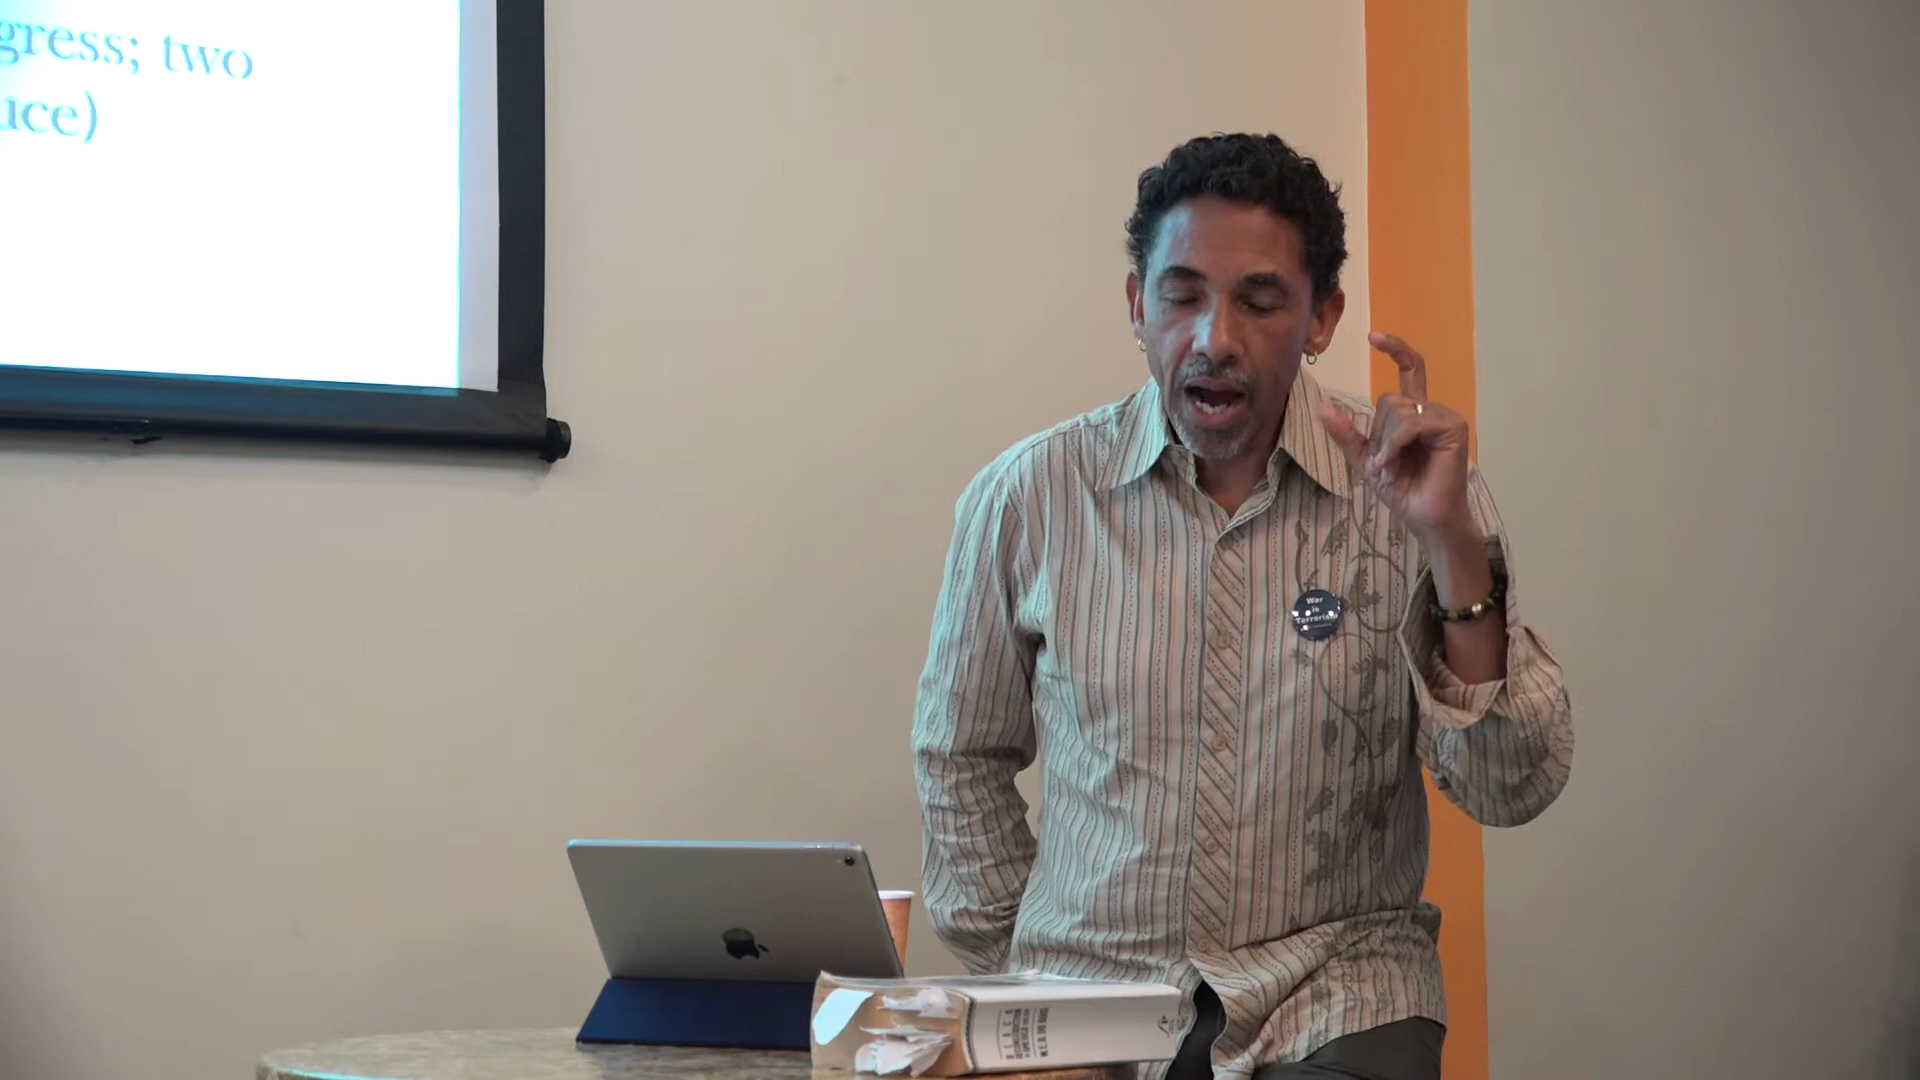 gress; two
uce)
War
is
Terrorism
BLACK
RECONSTRUCTION
W.E.B. DU BOIS